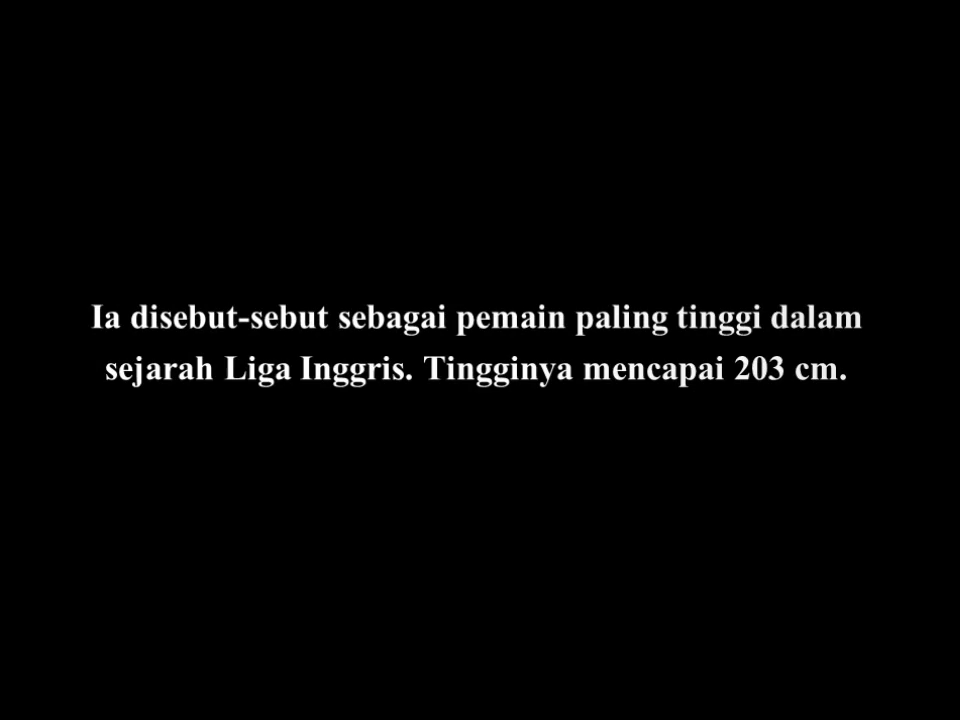 Ia disebut-sebut sebagai pemain paling tinggi dalam
sejarah Liga Inggris. Tingginya mencapai 203 cm.